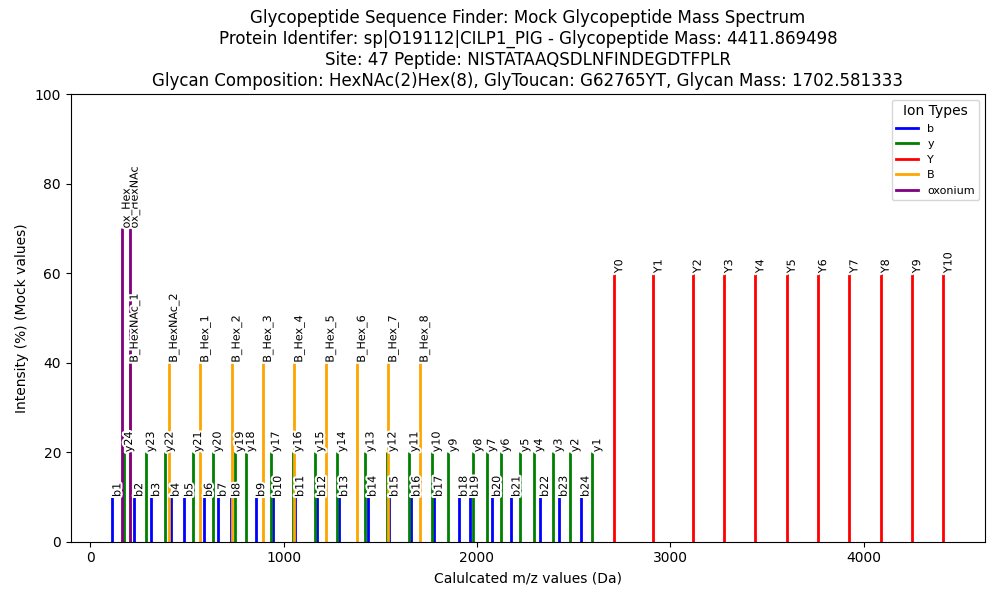 Glycopeptide Sequence Finder: Mock Glycopeptide Mass Spectrum
Protein Identifer: sp|O19112|CILP1_PIG - Glycopeptide Mass: 4411.869498
Site: 47 Peptide: NISTATAAQSDLNFINDEGDTFPLR
Glycan Composition: HexNAc(2)Hex(8), GlyToucan: G62765YT, Glycan Mass: 1702.581333
Intensity (%) (Mock values)
100
80
60
40
20
0
Ion Types
b
y
Y
B
oxonium
ox_Hex
ox_HexNAc
Y0
Y1
Y2
Y3
Y4
Y5
Y6
Y7
Y8
Y9
Y10
B_HexNAc_1
B_HexNAc_2
B_Hex_1
B_Hex_2
B_Hex_3
B_Hex_4
B_Hex_5
B_Hex_6
B_Hex_7
B_Hex_8
y24
y23
y22
y21
y20
y19
y18
y17
y16
y15
y14
y13
y12
y11
y10
y9
y8
y7
y6
y5
y4
y3
y2
y1
b1
b2
b3
b4
b5
b6
b7
b8
b9
b10
b11
b12
b13
b14
b15
b16
b17
b18
b19
b20
b21
b22
b23
b24
0
1000
2000
3000
4000
Calulcated m/z values (Da)